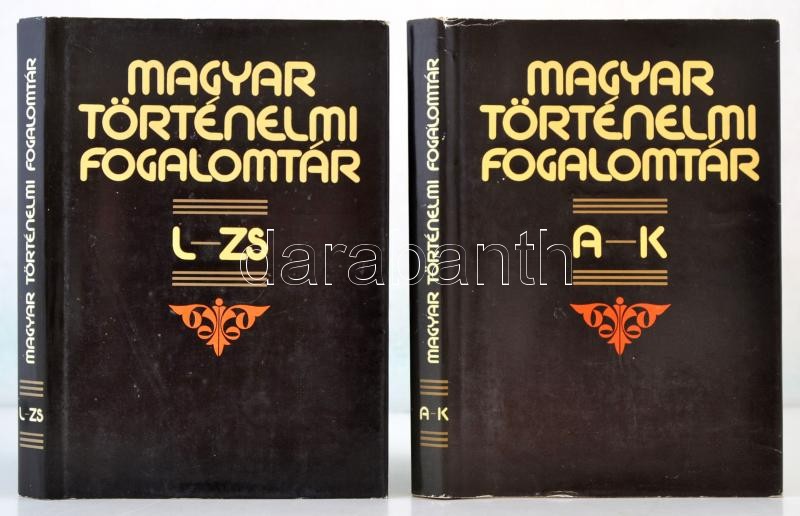 MAGYAR TÖRTÉNELMI FOGALOMTÁR
L-ZS
MAGYAR
TÖRTÉNELMI
FOGALOMTÁR
L-ZS
MAGYAR TÖRTÉNELMI FOGALOMTÁR
A-K
MAGYAR
TÖRTÉNELMI
FOGALOMTÁR
A-K
darabanth